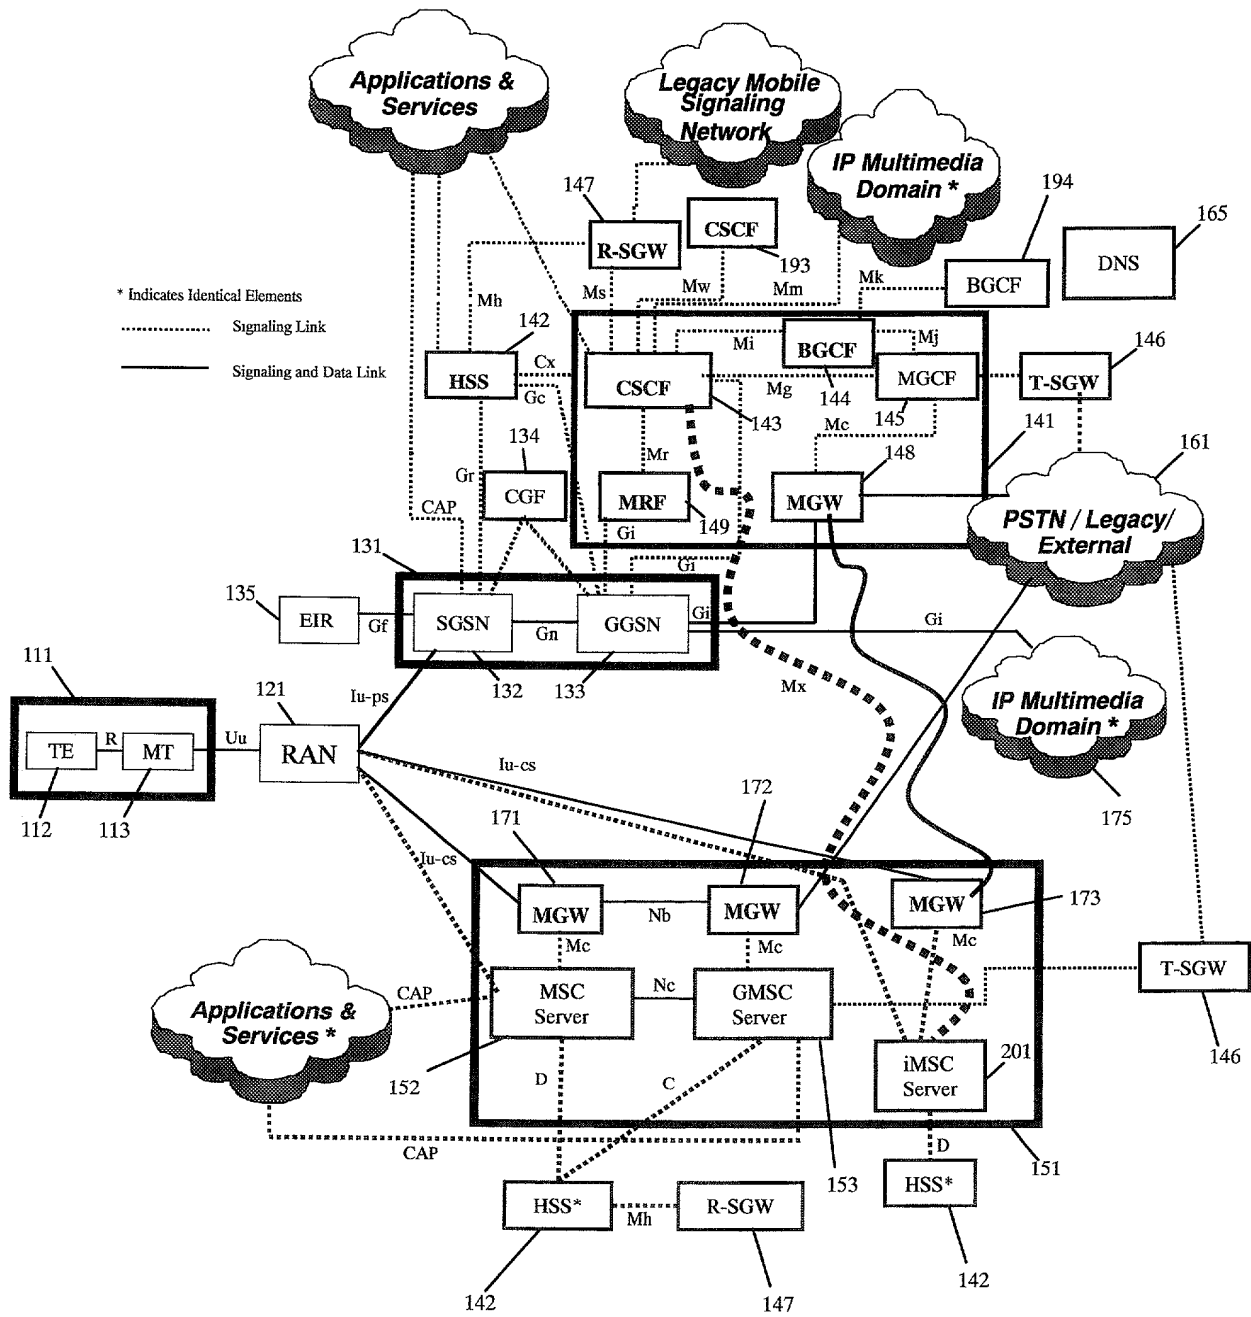 Applications &
Services
Legacy Mobile
Signaling
Network
IP Multimedia
Domain *
147
194
165
R-SGW
CSCF
193
BGCF
DNS
* Indicates Identical Elements
Signaling Link
Signaling and Data Link
Mh
Ms
Mw
Mm
Mk
142
HSS
Cx
Gc
Mi
BGCF
Mj
146
CSCF
Mg
MGCF
T-SGW
144
145
143
Mc
141
134
Mr
148
161
Gr
CGF
MRF
149
MGW
CAP
Gi
PSTN / Legacy/
External
131
135
EIR
Gf
SGSN
Gn
GGSN
Gi
Gi
Gi
132
133
111
121
Iu-ps
Mx
IP Multimedia
Domain *
TE
R
MT
Uu
RAN
Iu-cs
112
113
171
172
175
Iu-cs
MGW
Nb
MGW
MGW
173
Mc
Mc
Mc
T-SGW
Applications &
Services *
CAP
MSC
Server
Nc
GMSC
Server
146
152
iMSC
Server
201
D
C
CAP
D
151
153
HSS*
Mh
R-SGW
HSS*
142
147
142